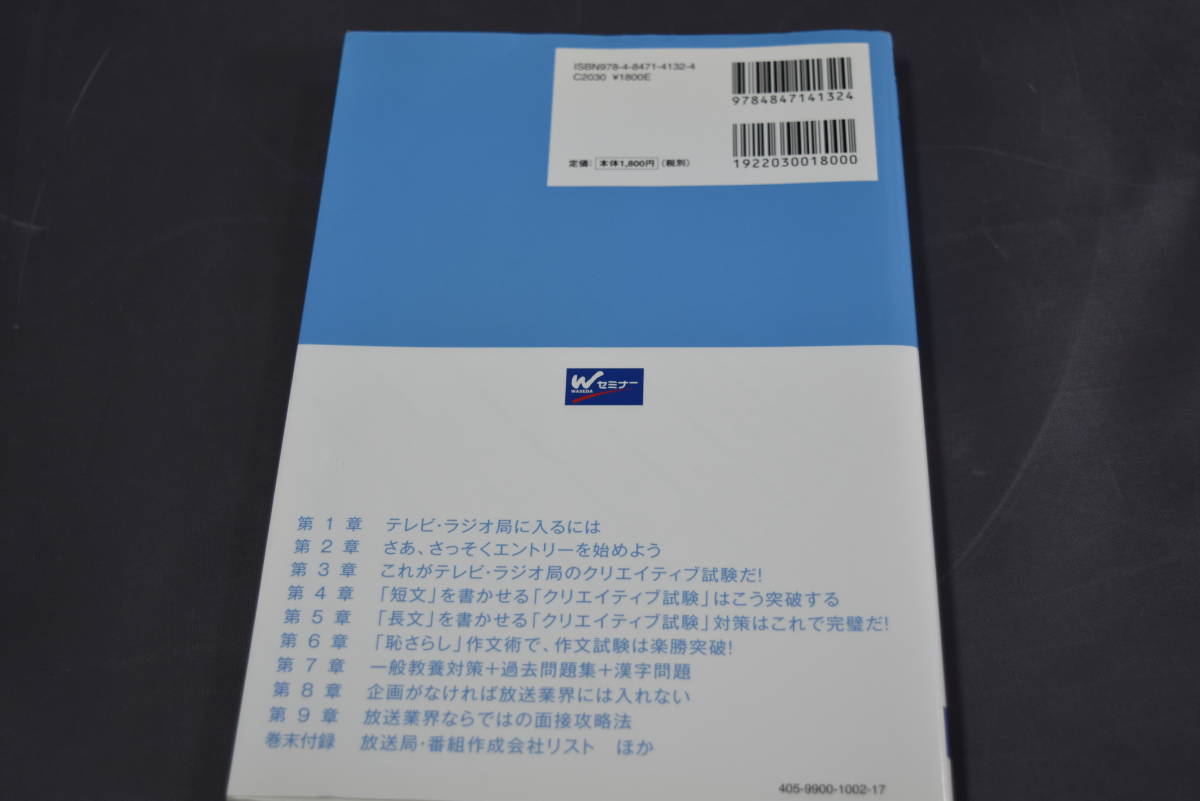 ISBN978-4-8471-4132-4
C2030 ¥1800E
9784847141324
定価: 本体1,800円 (税別)
1922030018000
W セミナー
WASEDA
第1章 テレビ・ラジオ局に入るには
第2章 さあ、さっそくエントリーを始めよう
第3章 これがテレビ・ラジオ局のクリエイティブ試験だ!
第4章 「短文」を書かせる「クリエイティブ試験」はこう突破する
第5章 「長文」を書かせる「クリエイティブ試験」対策はこれで完璧だ!
第6章 「恥さらし」作文術で、作文試験は楽勝突破!
第7章 一般教養対策+過去問題集+漢字問題
第8章 企画がなければ放送業界には入れない
第9章 放送業界ならではの面接攻略法
巻末付録 放送局・番組作成会社リスト ほか
405-9900-1002-17